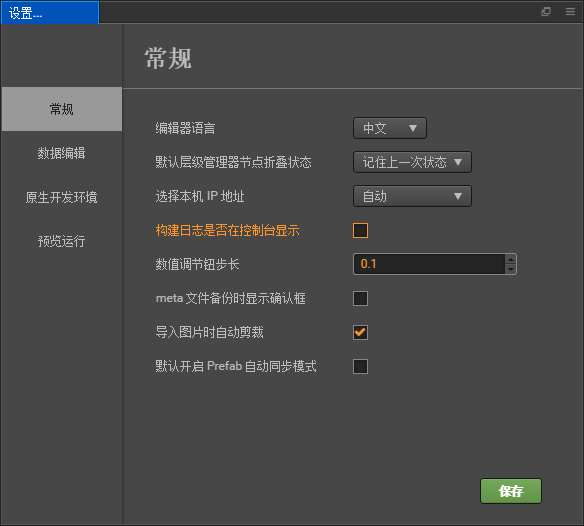 设置...
常规
数据编辑
原生开发环境
预览运行
常规
编辑器语言
中文
默认层级管理器节点折叠状态
记住上一次状态
选择本机 IP 地址
自动
构建日志是否在控制台显示
数值调节钮步长
0.1
meta 文件备份时显示确认框
导入图片时自动剪裁
默认开启 Prefab 自动同步模式
保存